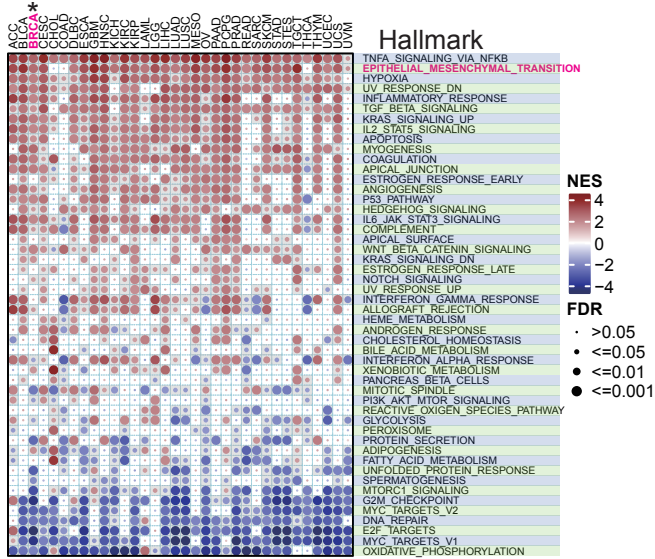 *
ACC
BLCA
BRCA
CESC
CHOL
COAD
DLBC
ESCA
GBM
HNSC
KICH
KIRC
KIRP
LAML
LGG
LIHC
LUAD
LUSC
MESO
OV
PAAD
PCPG
PRAD
READ
SARC
SKCM
STAD
STES
TGCT
THCA
THYM
UCEC
UCS
UVM
Hallmark
TNFA_SIGNALING_VIA_NFKB
EPITHELIAL_MESENCHYMAL_TRANSITION
HYPOXIA
UV_RESPONSE_DN
INFLAMMATORY_RESPONSE
TGF_BETA_SIGNALING
KRAS_SIGNALING_UP
IL2_STAT5_SIGNALING
APOPTOSIS
MYOGENESIS
COAGULATION
APICAL_JUNCTION
ESTROGEN_RESPONSE_EARLY
ANGIOGENESIS
P53_PATHWAY
HEDGEHOG_SIGNALING
IL6_JAK_STAT3_SIGNALING
COMPLEMENT
APICAL_SURFACE
WNT_BETA_CATENIN_SIGNALING
KRAS_SIGNALING_DN
ESTROGEN_RESPONSE_LATE
NOTCH_SIGNALING
UV_RESPONSE_UP
INTERFERON_GAMMA_RESPONSE
ALLOGRAFT_REJECTION
HEME_METABOLISM
ANDROGEN_RESPONSE
CHOLESTEROL_HOMEOSTASIS
BILE_ACID_METABOLISM
INTERFERON_ALPHA_RESPONSE
XENOBIOTIC_METABOLISM
PANCREAS_BETA_CELLS
MITOTIC_SPINDLE
PI3K_AKT_MTOR_SIGNALING
REACTIVE_OXIGEN_SPECIES_PATHWAY
GLYCOLYSIS
PEROXISOME
PROTEIN_SECRETION
ADIPOGENESIS
FATTY_ACID_METABOLISM
UNFOLDED_PROTEIN_RESPONSE
SPERMATOGENESIS
MTORC1_SIGNALING
G2M_CHECKPOINT
MYC_TARGETS_V2
DNA_REPAIR
E2F_TARGETS
MYC_TARGETS_V1
OXIDATIVE_PHOSPHORYLATION
NES
4
2
0
−2
−4
FDR
>0.05
<=0.05
<=0.01
<=0.001